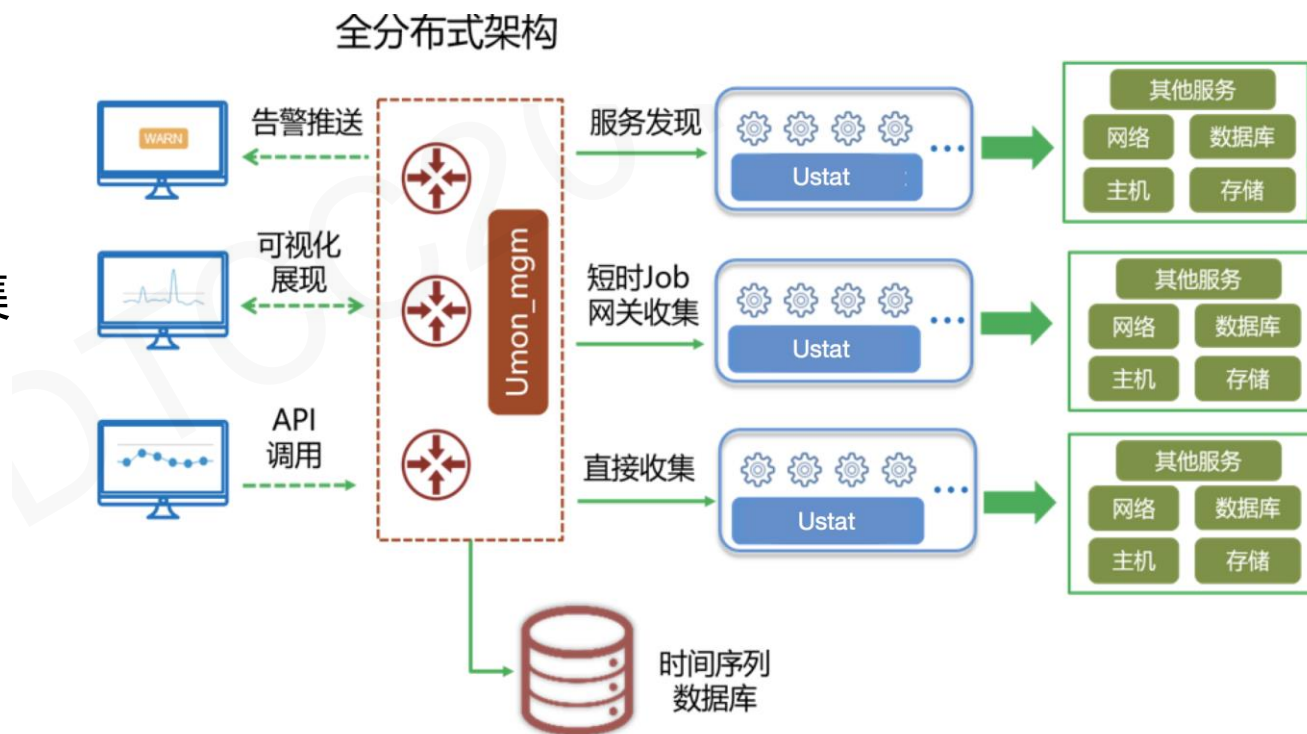 全分布式架构
WARN
告警推送
可视化
展现
API
调用
集
Umon_mgm
服务发现
短时Job
网关收集
直接收集
Ustat
Ustat
Ustat
其他服务
网络
数据库
主机
存储
其他服务
网络
数据库
主机
存储
其他服务
网络
数据库
主机
存储
时间序列
数据库